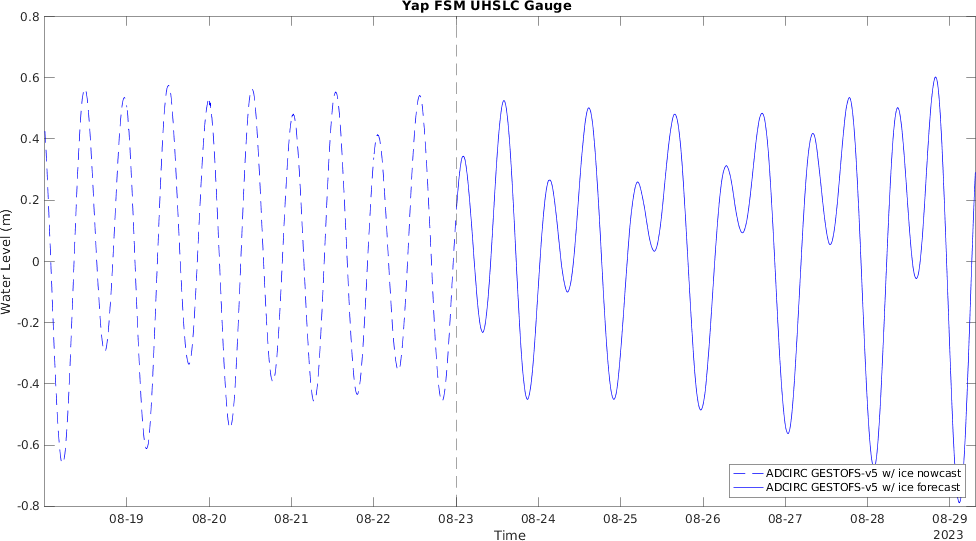 Yap FSM UHSLC Gauge
0.8
0.6
0.4
0.2
0
-0.2
-0.4
-0.6
-0.8
Water Level (m)
08-19 08-20 08-21 08-22 08-23 08-24 08-25 08-26 08-27 08-28 08-29
Time
2023
ADCIRC GESTOFS-v5 w/ ice nowcast
ADCIRC GESTOFS-v5 w/ ice forecast